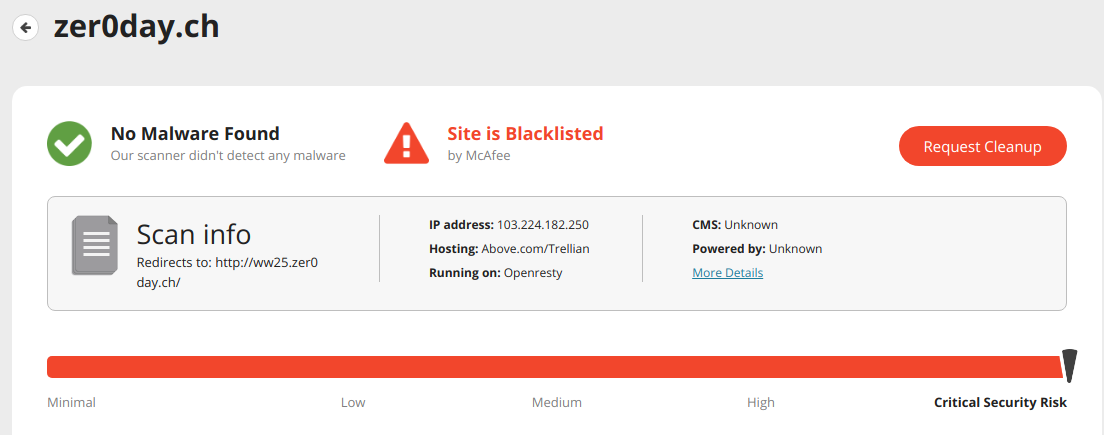 zer0day.ch
No Malware Found
Our scanner didn't detect any malware
Site is Blacklisted
by McAfee
Request Cleanup
Scan info
Redirects to: http://ww25.zer0
day.ch/
IP address: 103.224.182.250
Hosting: Above.com/Trellian
Running on: Openresty
CMS: Unknown
Powered by: Unknown
More Details
Minimal Low Medium High Critical Security Risk